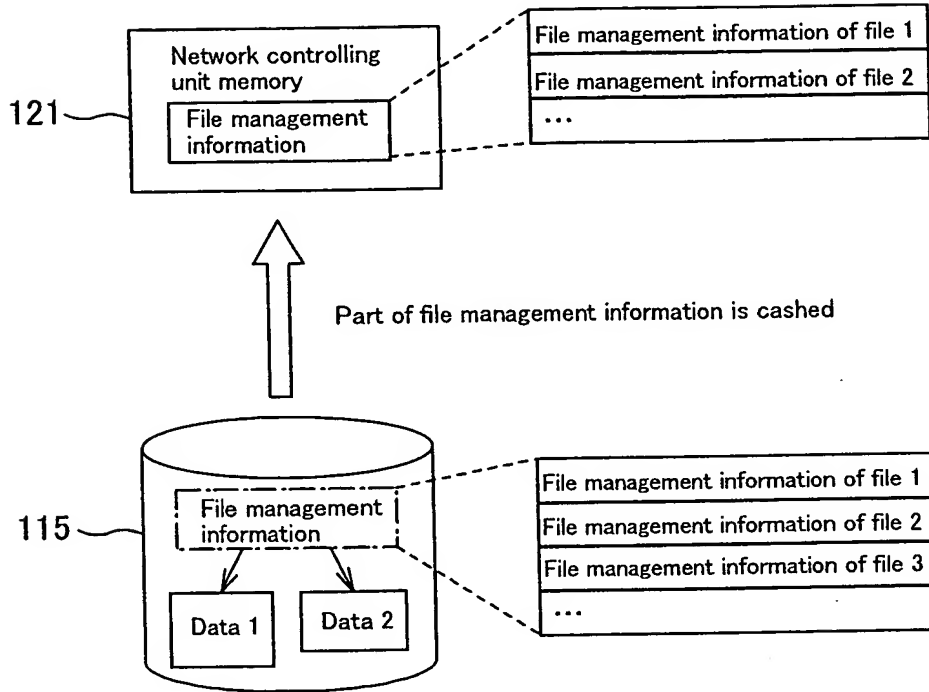 Network controlling
unit memory
File management
information
121
File management information of file 1
File management information of file 2
...
Part of file management information is cashed
File management
information
115
Data 1
Data 2
File management information of file 1
File management information of file 2
File management information of file 3
...